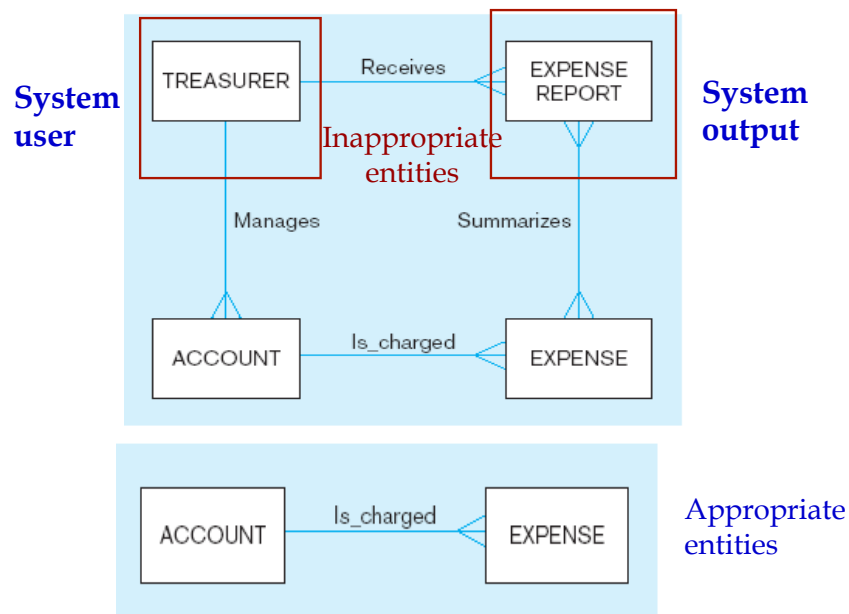 Receives
TREASURER
EXPENSE
REPORT
System
user
System
output
Inappropriate
entities
Manages
Summarizes
Is_charged
ACCOUNT
EXPENSE
Is_charged
ACCOUNT
EXPENSE
Appropriate
entities